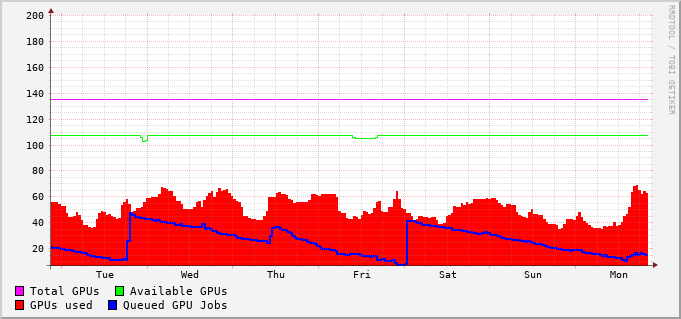 200
180
160
140
120
100
80
60
40
20
Tue Wed Thu Fri Sat Sun Mon
Total GPUs Available GPUs
GPUs used Queued GPU Jobs
RRDTOOL / TOBI OETIKER